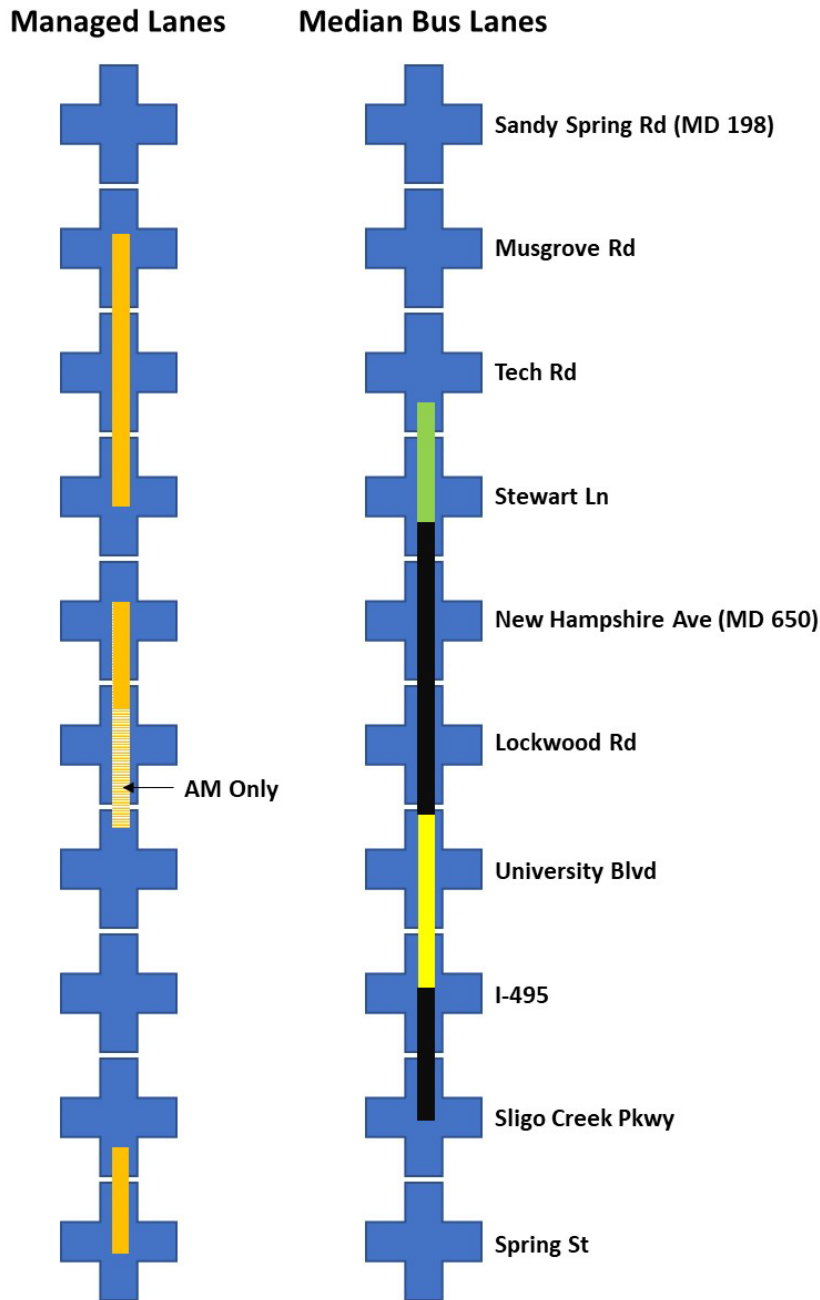 Managed Lanes
Median Bus Lanes
Sandy Spring Rd (MD 198)
Musgrove Rd
Tech Rd
Stewart Ln
New Hampshire Ave (MD 650)
Lockwood Rd
AM Only
University Blvd
I-495
Sligo Creek Pkwy
Spring St